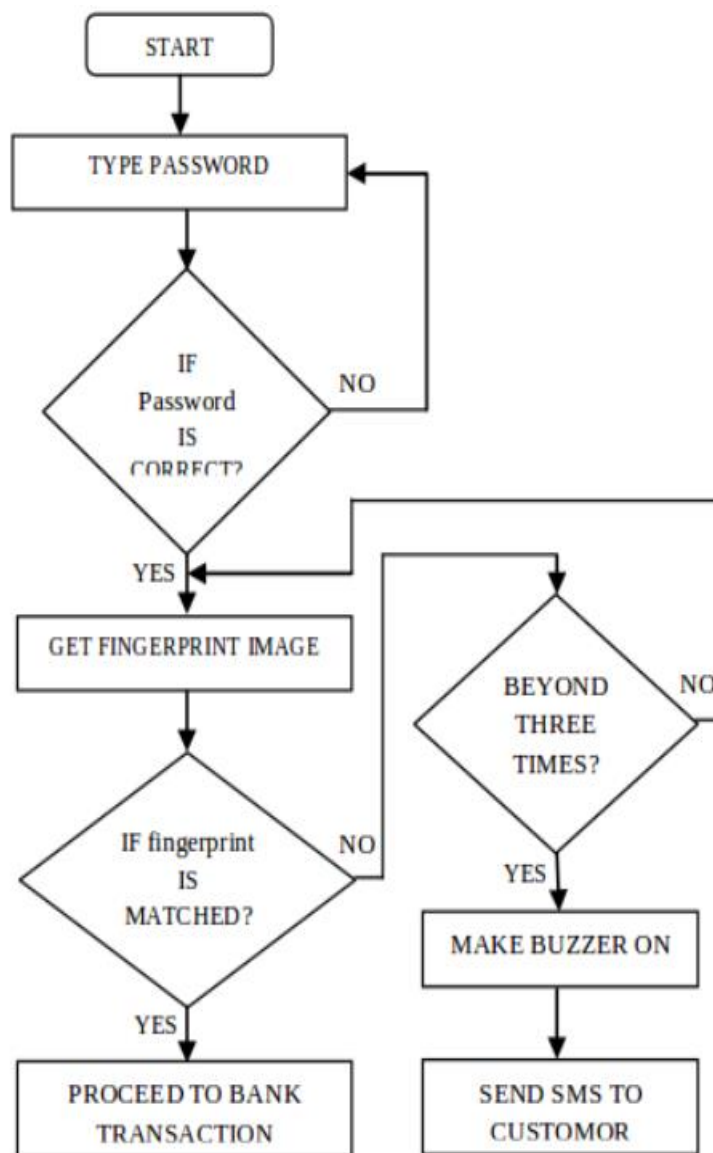 START
TYPE PASSWORD
IF
Password
IS
CORRECT?
NO
YES
GET FINGERPRINT IMAGE
IF fingerprint
IS
MATCHED?
NO
YES
PROCEED TO BANK
TRANSACTION
BEYOND
THREE
TIMES?
NO
YES
MAKE BUZZER ON
SEND SMS TO
CUSTOMOR